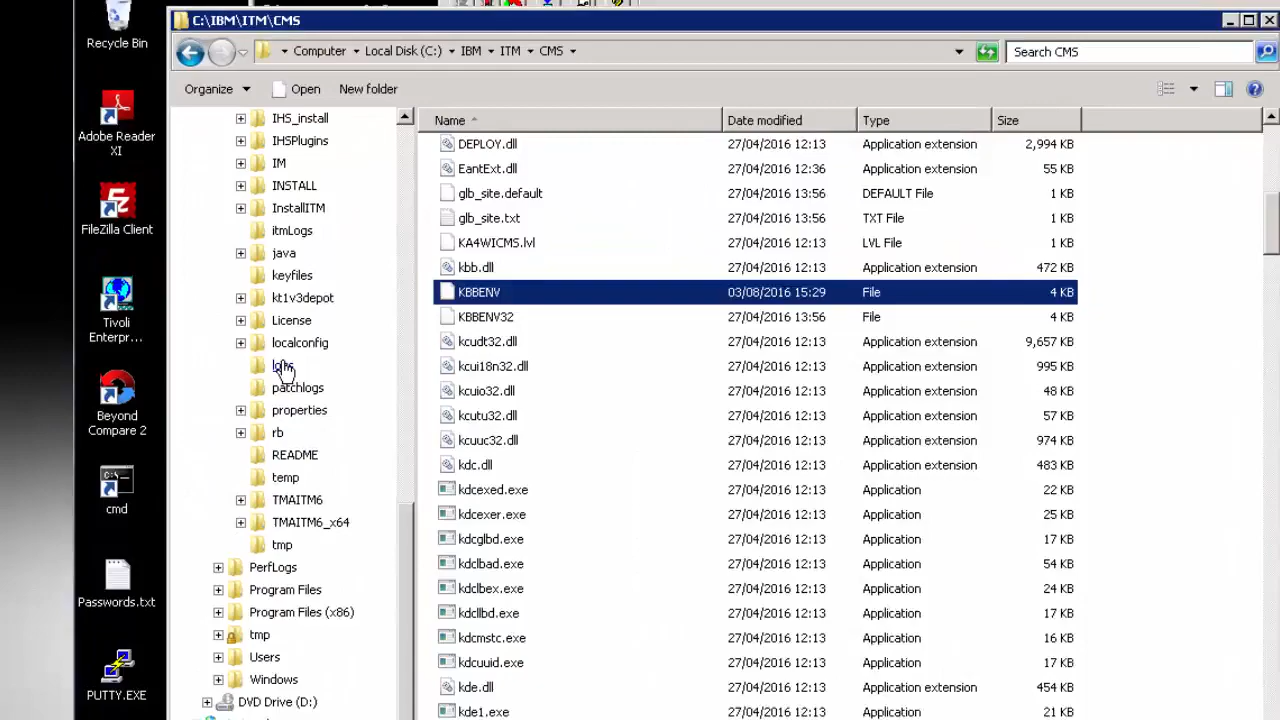 C:\IBM\ITM\CMS
Computer Local Disk (C:) IBM ITM CMS
Search CMS
Organize Open New folder
Recycle Bin
Adobe Reader
XI
FileZilla Client
Tivoli
Enterpr...
Beyond
Compare 2
cmd
Passwords.txt
PUTTY.EXE
IHS_install
IHSPlugins
IM
INSTALL
InstallITM
itmLogs
java
keyfiles
kt1v3depot
License
localconfig
logs
patchlogs
properties
rb
README
temp
TMAITM6
TMAITM6_x64
tmp
PerfLogs
Program Files
Program Files (x86)
tmp
Users
Windows
DVD Drive (D:)
Name Date modified Type Size
DEPLOY.dll 27/04/2016 12:13 Application extension 2,994 KB
EantExt.dll 27/04/2016 12:36 Application extension 55 KB
glb_site.default 27/04/2016 13:56 DEFAULT File 1 KB
glb_site.txt 27/04/2016 13:56 TXT File 1 KB
KA4WICMS.lvl 27/04/2016 12:13 LVL File 1 KB
kbb.dll 27/04/2016 12:13 Application extension 472 KB
KBBENV 03/08/2016 15:29 File 4 KB
KBBENV32 27/04/2016 13:56 File 4 KB
kcudt32.dll 27/04/2016 12:13 Application extension 9,657 KB
kcui18n32.dll 27/04/2016 12:13 Application extension 995 KB
kcuio32.dll 27/04/2016 12:13 Application extension 48 KB
kcutu32.dll 27/04/2016 12:13 Application extension 57 KB
kcuuc32.dll 27/04/2016 12:13 Application extension 974 KB
kdc.dll 27/04/2016 12:13 Application extension 483 KB
kdcexed.exe 27/04/2016 12:13 Application 22 KB
kdcexer.exe 27/04/2016 12:13 Application 25 KB
kdcglbd.exe 27/04/2016 12:13 Application 17 KB
kdclbad.exe 27/04/2016 12:13 Application 54 KB
kdclbex.exe 27/04/2016 12:13 Application 24 KB
kdcllbd.exe 27/04/2016 12:13 Application 17 KB
kdcmstc.exe 27/04/2016 12:13 Application 16 KB
kdcuuid.exe 27/04/2016 12:13 Application 17 KB
kde.dll 27/04/2016 12:13 Application extension 454 KB
kde1.exe 27/04/2016 12:13 Application 21 KB